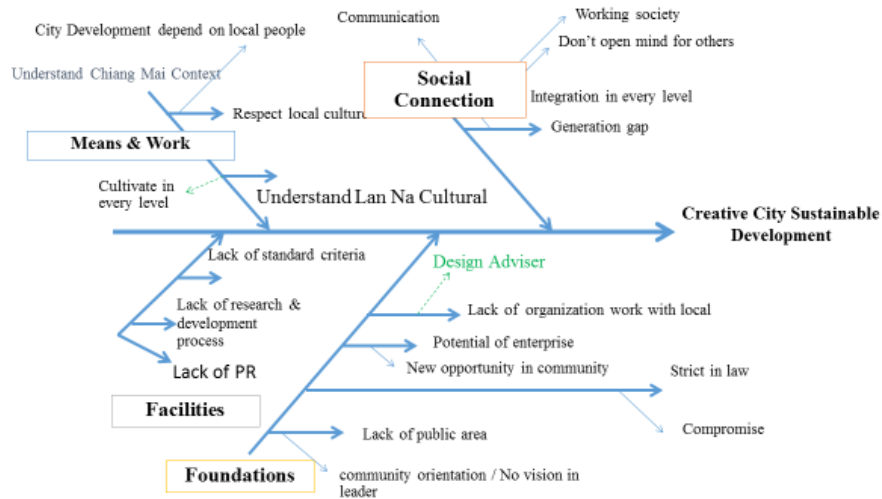 Communication
Working society
City Development depend on local people
Don't open mind for others
Understand Chiang Mai Context
Social
Connection
Integration in every level
Respect local culture
Generation gap
Means & Work
Cultivate in
every level
Understand Lan Na Cultural
Creative City Sustainable
Development
Lack of standard criteria
Design Adviser
Lack of research &
development
process
Lack of organization work with local
Potential of enterprise
Lack of PR
New opportunity in community
Strict in law
Facilities
Compromise
Lack of public area
Foundations
community orientation / No vision in
leader